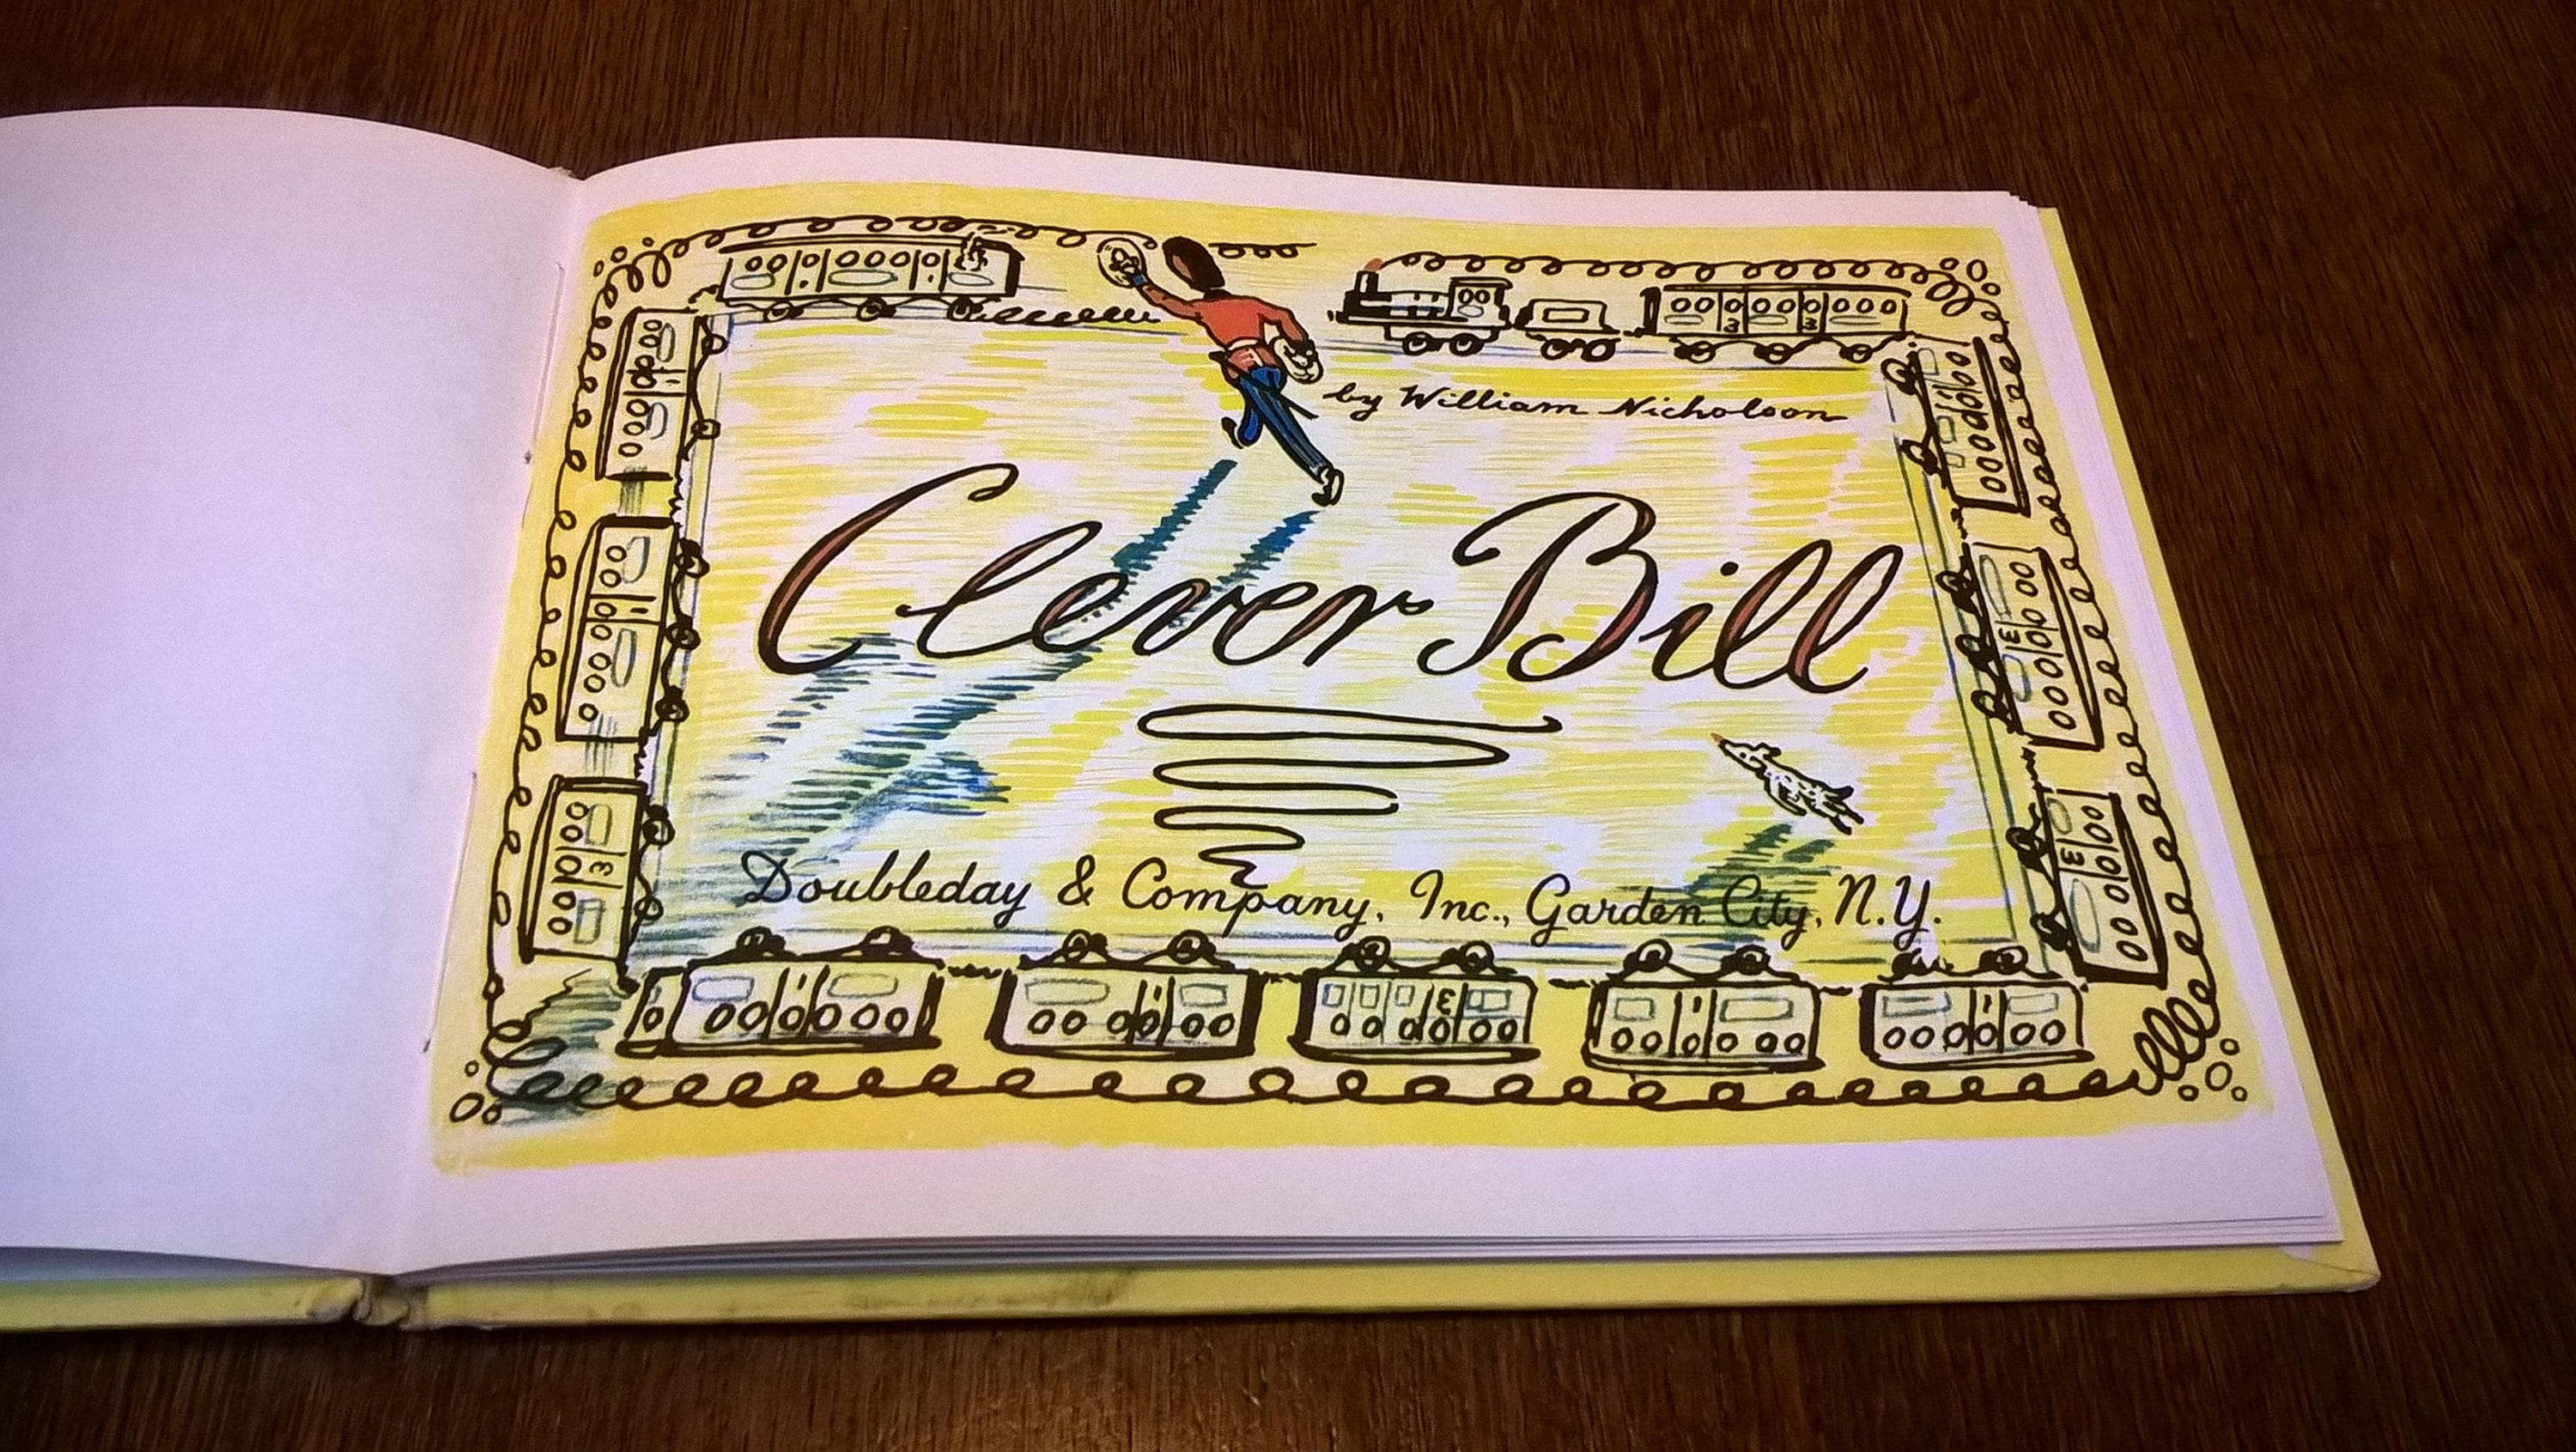 by William Nicholson
Clever Bill
Doubleday & Company, Inc., Garden City, N.Y.